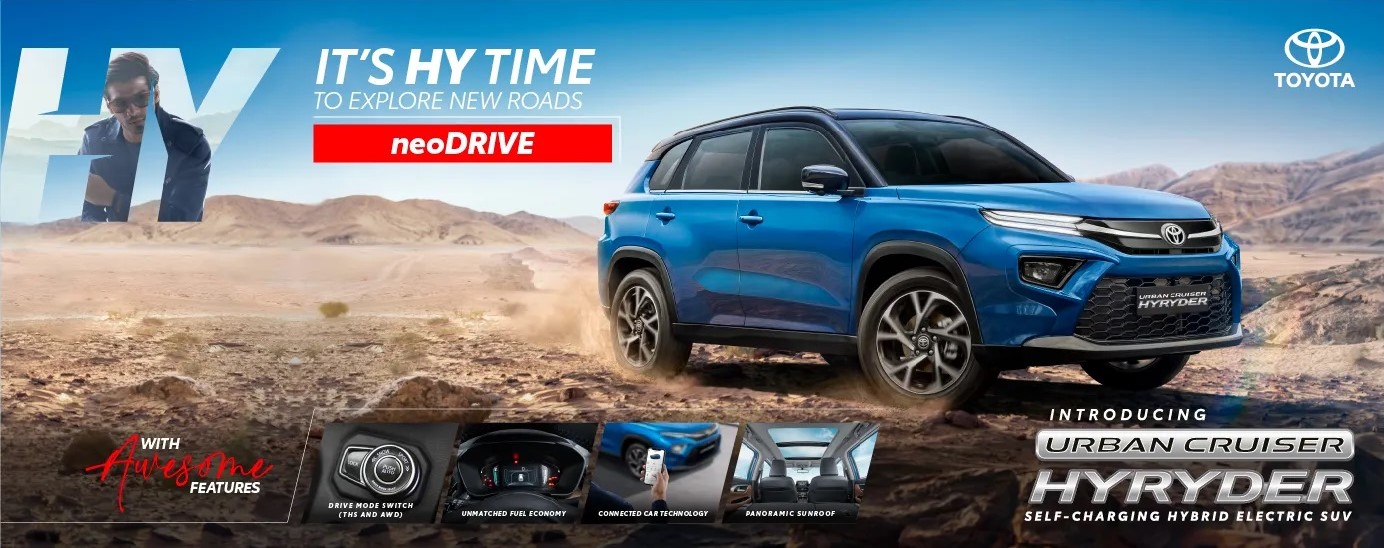 HY
IT'S HY TIME
TO EXPLORE NEW ROADS
neoDRIVE
TOYOTA
URBAN CRUISER
HYRYDER
WITH
Awesome
FEATURES
DRIVE MODE SWITCH
(THS AND AWD)
UNMATCHED FUEL ECONOMY
CONNECTED CAR TECHNOLOGY
PANORAMIC SUNROOF
INTRODUCING
URBAN CRUISER
HYRYDER
SELF-CHARGING HYBRID ELECTRIC SUV